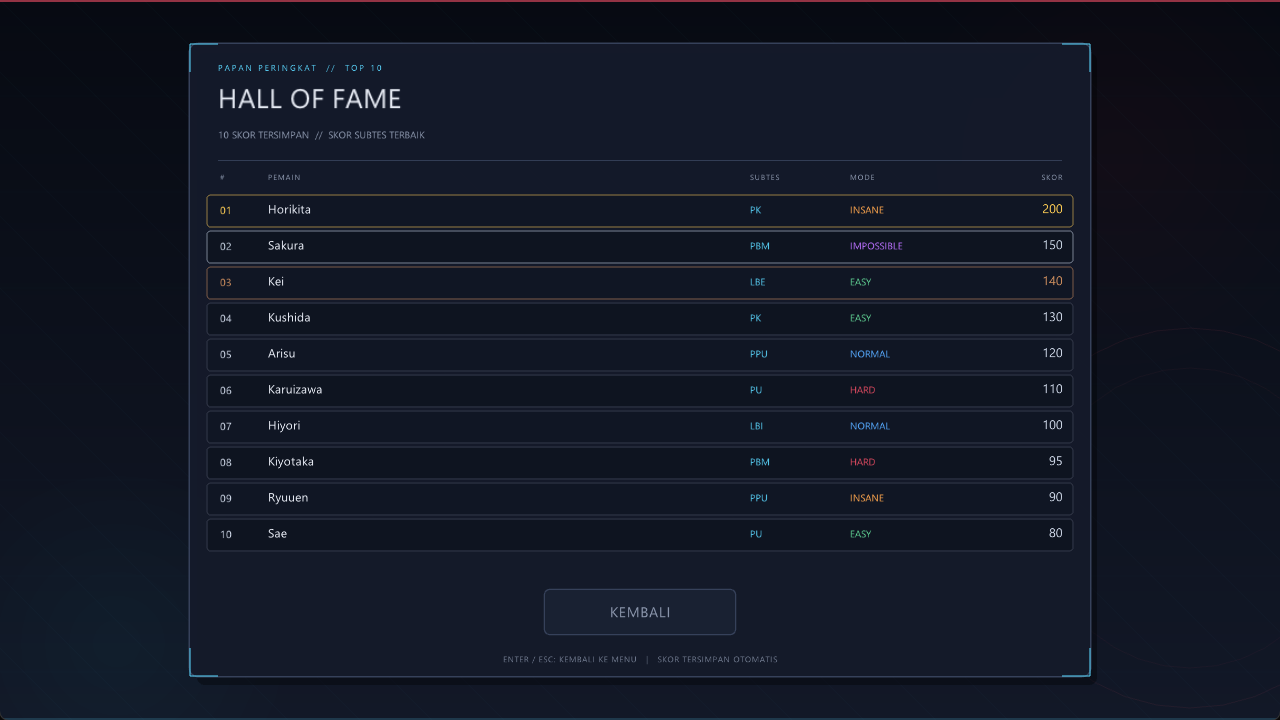 PAPAN PERINGKAT // TOP 10
HALL OF FAME
10 SKOR TERSIMPAN // SKOR SUBTES TERBAIK
# PEMAIN SUBTES MODE SKOR
01 Horikita PK INSANE 200
02 Sakura PBM IMPOSSIBLE 150
03 Kei LBE EASY 140
04 Kushida PK EASY 130
05 Arisu PPU NORMAL 120
06 Karuizawa PU HARD 110
07 Hiyori LBI NORMAL 100
08 Kiyotaka PBM HARD 95
09 Ryuuen PPU INSANE 90
10 Sae PU EASY 80
KEMBALI
ENTER / ESC: KEMBALI KE MENU | SKOR TERSIMPAN OTOMATIS